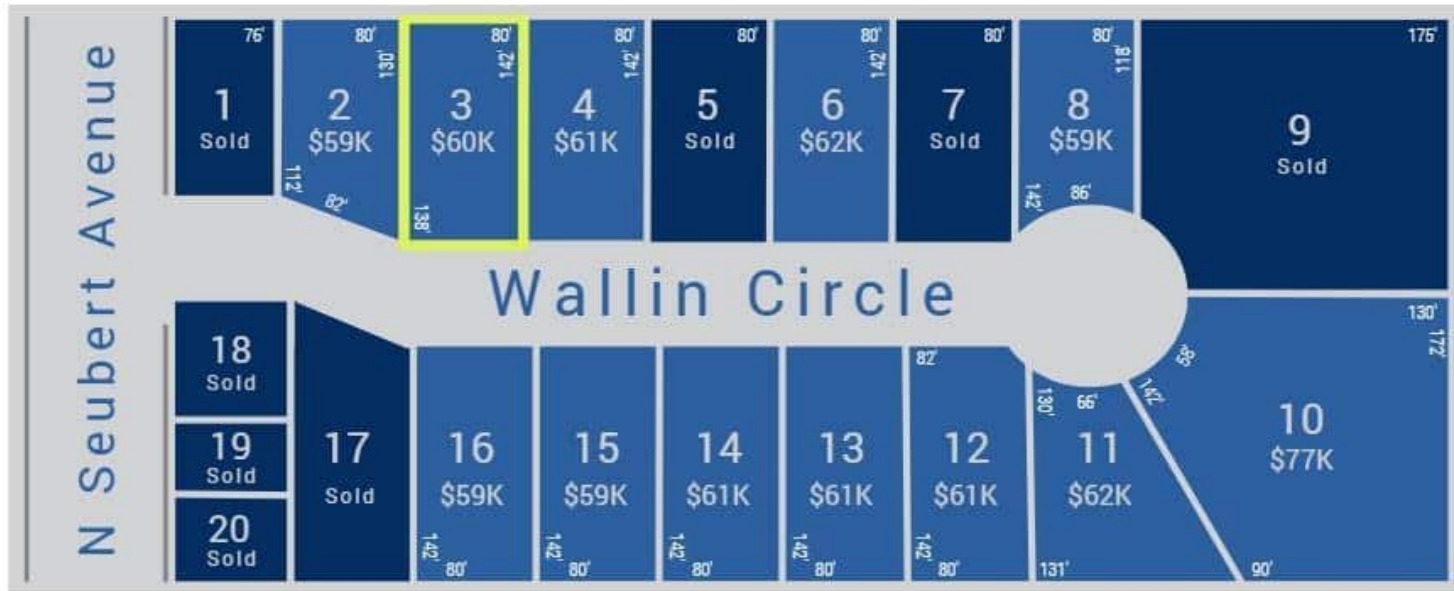 N Seubert Avenue
76'
1
Sold
80'
130'
2
$59K
112'
82'
80'
142'
3
$60K
138'
80'
142'
4
$61K
80'
5
Sold
80'
142'
6
$62K
80'
7
Sold
80'
118'
8
$59K
142'
86'
175'
9
Sold
Wallin Circle
130'
172'
10
$77K
89'
142'
90'
66'
130'
11
$62K
131'
82'
12
$61K
142'
80'
13
$61K
142'
80'
14
$61K
142'
80'
15
$59K
142'
80'
16
$59K
142'
80'
17
Sold
18
Sold
19
Sold
20
Sold